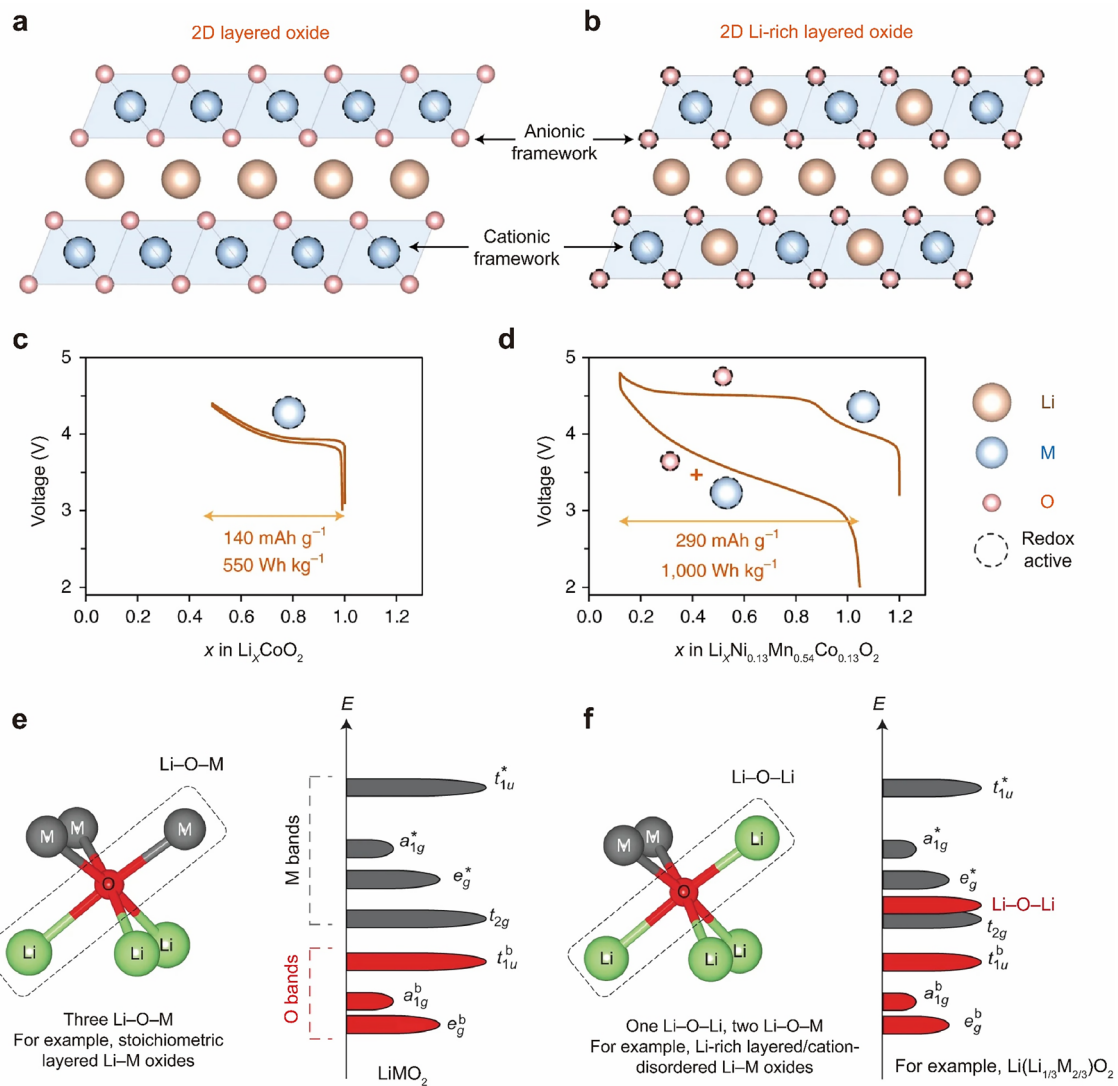 a
2D layered oxide
b
2D Li-rich layered oxide
Anionic
framework
Cationic
framework
c
5
4
3
2
Voltage (V)
0.0 0.2 0.4 0.6 0.8 1.0 1.2
140 mAh g⁻¹
550 Wh kg⁻¹
x in LiₓCoO₂
d
5
4
3
2
Voltage (V)
0.0 0.2 0.4 0.6 0.8 1.0 1.2
+
290 mAh g⁻¹
1,000 Wh kg⁻¹
x in LiₓNi₀.₁₃Mn₀.₅₄Co₀.₁₃O₂
Li
M
O
Redox
active
e
Li–O–M
M M M
O
Li Li Li
Three Li–O–M
For example, stoichiometric
layered Li–M oxides
E
M bands
O bands
t*1u
a*1g
e*g
t2g
tᵇ1u
aᵇ1g
eᵇg
LiMO₂
f
Li–O–Li
M M Li
O
Li Li Li
One Li–O–Li, two Li–O–M
For example, Li-rich layered/cation-
disordered Li–M oxides
E
t*1u
a*1g
e*g
Li–O–Li
t2g
tᵇ1u
aᵇ1g
eᵇg
For example, Li(Li₁/₃M₂/₃)O₂